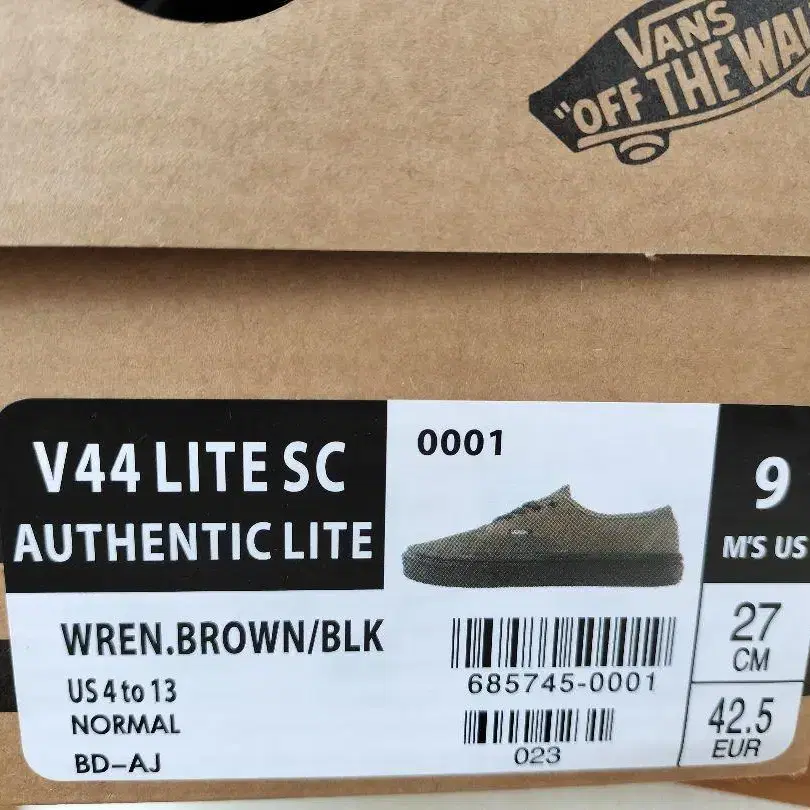 VANS
"OFF THE WAL
V44 LITE SC
AUTHENTIC LITE
0001
9
M'S US
WREN.BROWN/BLK
US 4 to 13
NORMAL
BD-AJ
685745-0001
023
27
CM
42.5
EUR